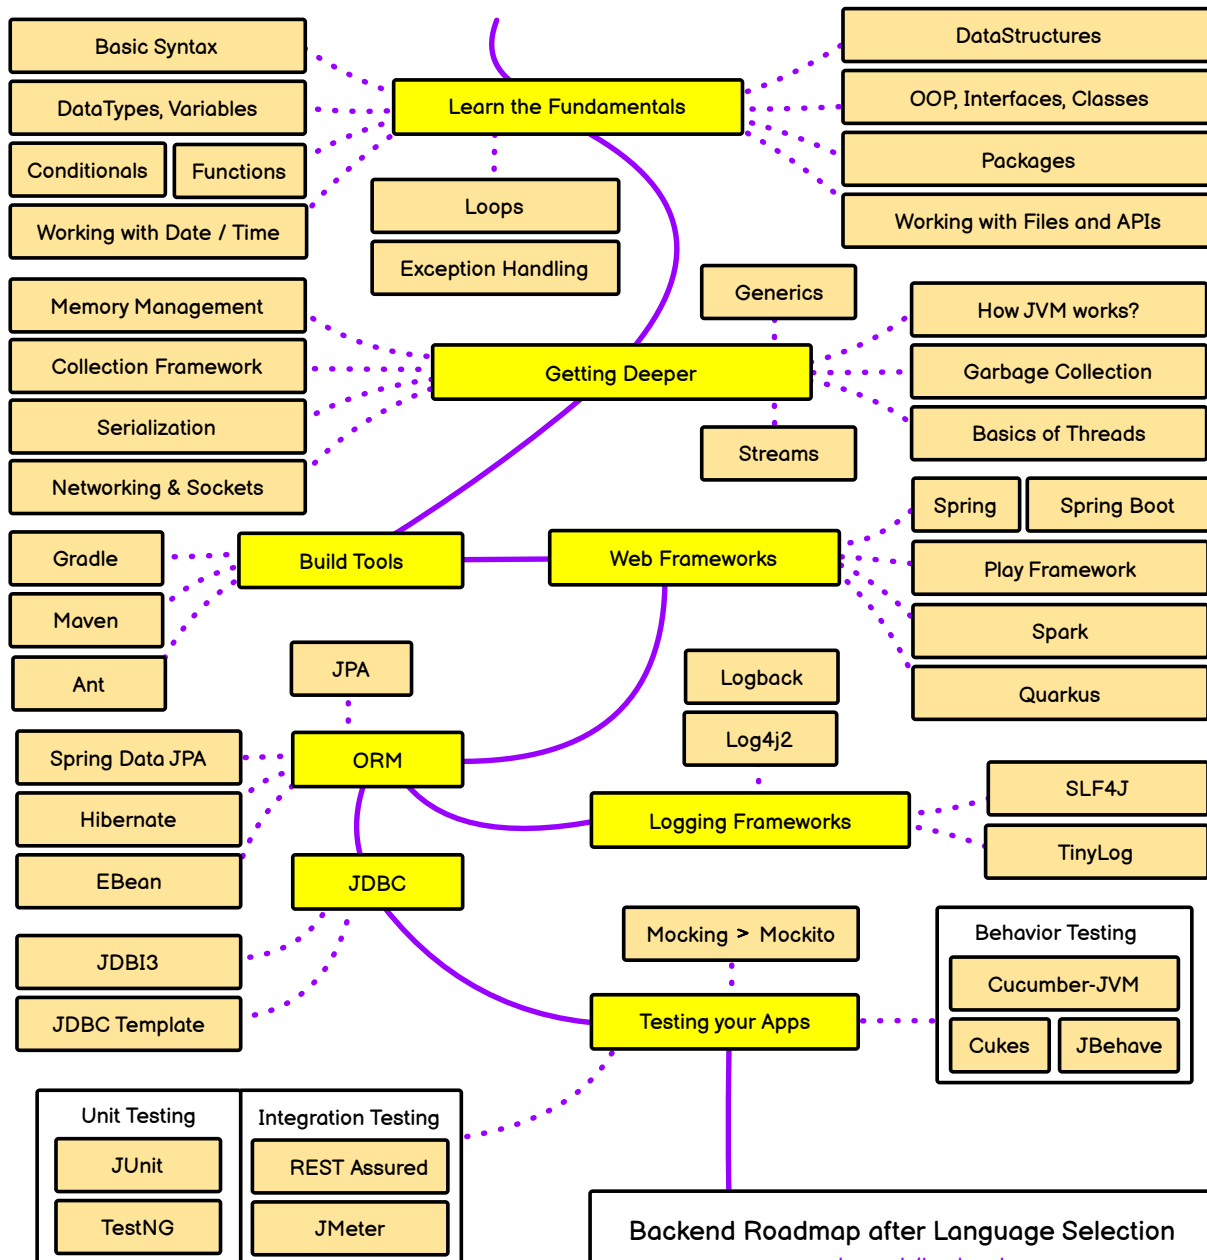 Basic Syntax
DataTypes, Variables
Conditionals
Functions
Working with Date / Time
Learn the Fundamentals
Loops
Exception Handling
DataStructures
OOP, Interfaces, Classes
Packages
Working with Files and APIs
Memory Management
Collection Framework
Serialization
Networking & Sockets
Generics
Getting Deeper
Streams
How JVM works?
Garbage Collection
Basics of Threads
Gradle
Maven
Ant
Build Tools
Web Frameworks
Spring
Spring Boot
Play Framework
Spark
Quarkus
JPA
ORM
Spring Data JPA
Hibernate
EBean
Logback
Log4j2
Logging Frameworks
SLF4J
TinyLog
JDBC
JDBI3
JDBC Template
Mocking > Mockito
Testing your Apps
Behavior Testing
Cucumber-JVM
Cukes
JBehave
Unit Testing
JUnit
TestNG
Integration Testing
REST Assured
JMeter
Backend Roadmap after Language Selection